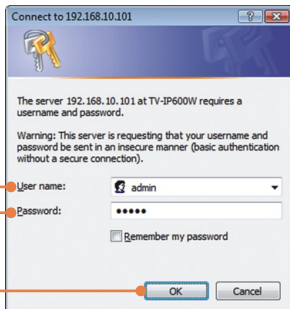 Connect to 192.168.10.101
The server 192.168.10.101 at TV-IP600W requires a
username and password.
Warning: This server is requesting that your username and
password be sent in an insecure manner (basic authentication
without a secure connection).
User name:
admin
Password:
•••••
Remember my password
OK
Cancel